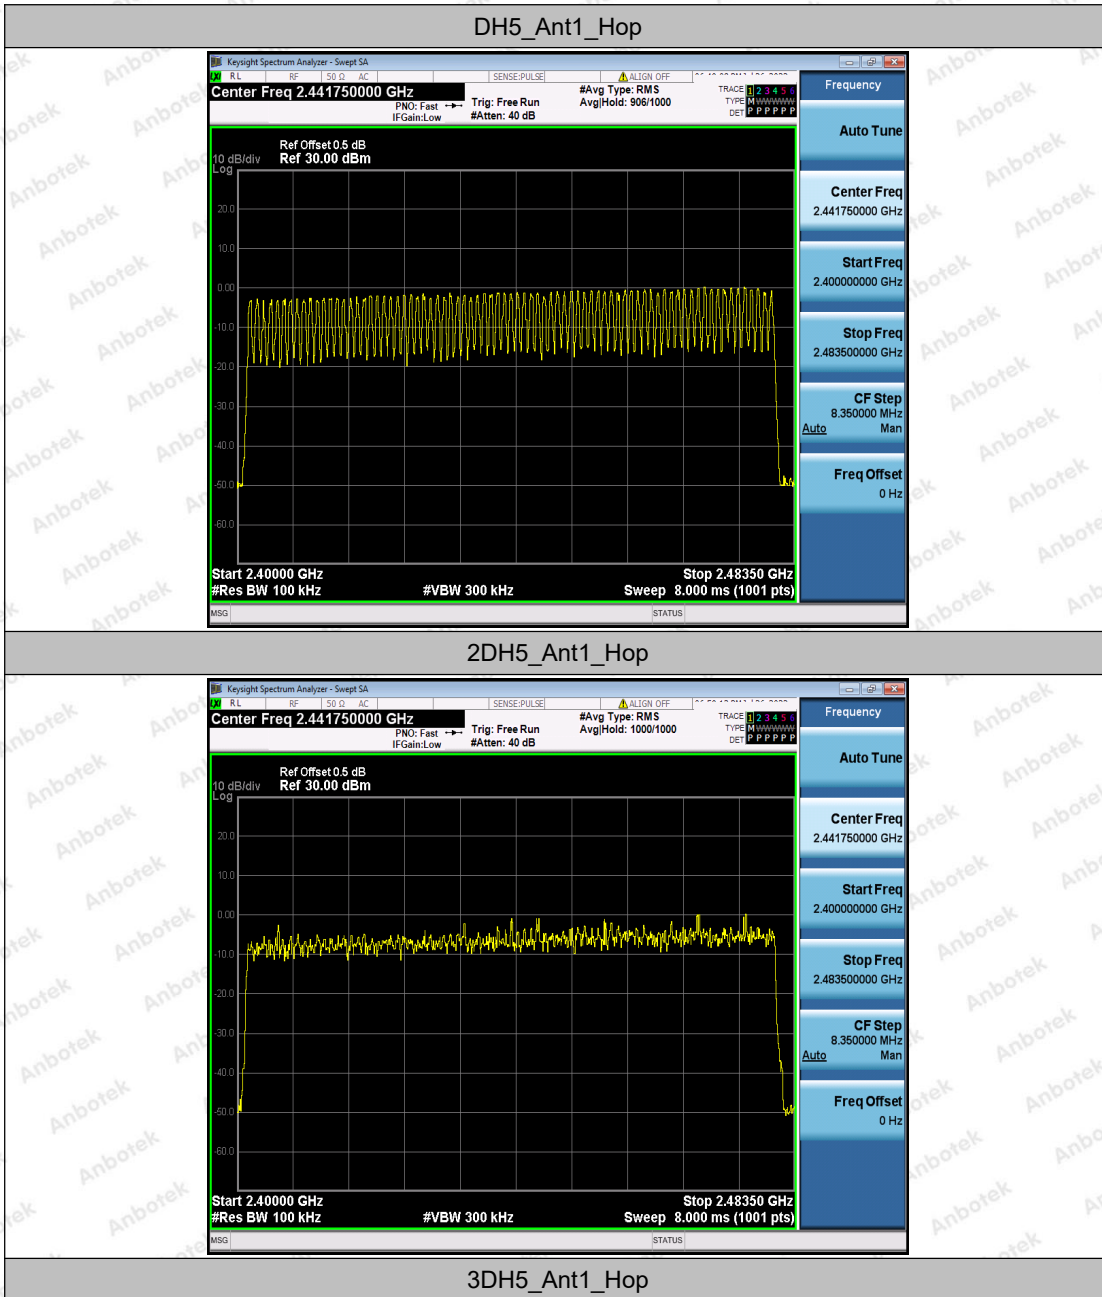 DH5_Ant1_Hop
Keysight Spectrum Analyzer - Swept SA
RL RF 50 Ω AC SENSE:PULSE ALIGN OFF
Center Freq 2.441750000 GHz
PNO: Fast
IFGain:Low
Trig: Free Run
#Atten: 40 dB
#Avg Type: RMS
Avg|Hold: 906/1000
TRACE 1 2 3 4 5 6
TYPE M WWWWW
DET P P P P P P
Ref Offset 0.5 dB
10 dB/div Ref 30.00 dBm
Log
20.0
10.0
0.00
-10.0
-20.0
-30.0
-40.0
-50.0
-60.0
Start 2.40000 GHz Stop 2.48350 GHz
#Res BW 100 kHz #VBW 300 kHz Sweep 8.000 ms (1001 pts)
MSG STATUS
Frequency
Auto Tune
Center Freq
2.441750000 GHz
Start Freq
2.400000000 GHz
Stop Freq
2.483500000 GHz
CF Step
8.350000 MHz
Auto Man
Freq Offset
0 Hz
2DH5_Ant1_Hop
Keysight Spectrum Analyzer - Swept SA
RL RF 50 Ω AC SENSE:PULSE ALIGN OFF
Center Freq 2.441750000 GHz
PNO: Fast
IFGain:Low
Trig: Free Run
#Atten: 40 dB
#Avg Type: RMS
Avg|Hold: 1000/1000
TRACE 1 2 3 4 5 6
TYPE M WWWWW
DET P P P P P P
Ref Offset 0.5 dB
10 dB/div Ref 30.00 dBm
Log
20.0
10.0
0.00
-10.0
-20.0
-30.0
-40.0
-50.0
-60.0
Start 2.40000 GHz Stop 2.48350 GHz
#Res BW 100 kHz #VBW 300 kHz Sweep 8.000 ms (1001 pts)
MSG STATUS
Frequency
Auto Tune
Center Freq
2.441750000 GHz
Start Freq
2.400000000 GHz
Stop Freq
2.483500000 GHz
CF Step
8.350000 MHz
Auto Man
Freq Offset
0 Hz
3DH5_Ant1_Hop